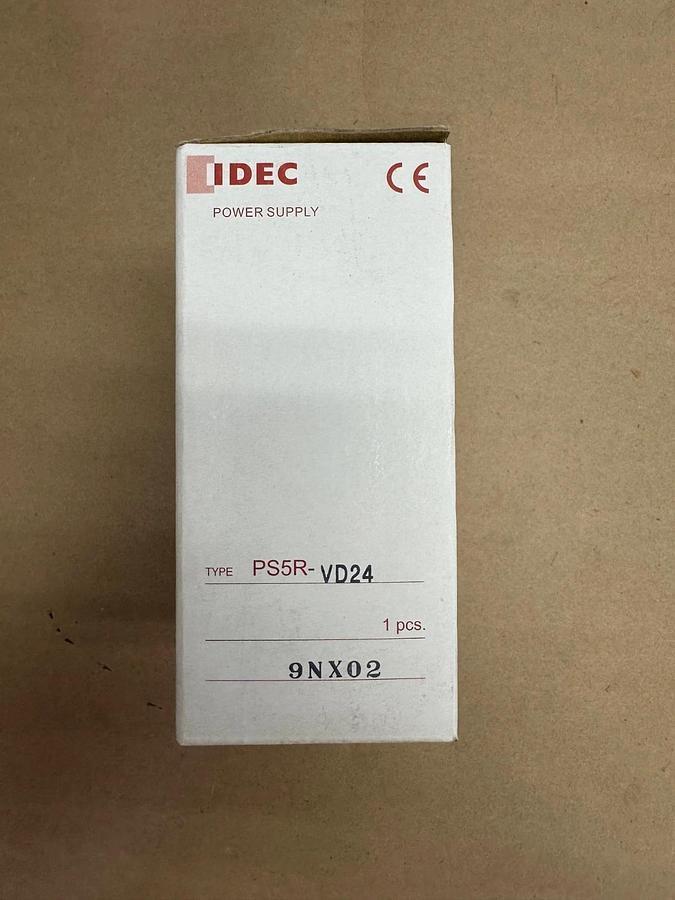 IDEC CE
POWER SUPPLY
TYPE PS5R-VD24
1 pcs.
9NX02